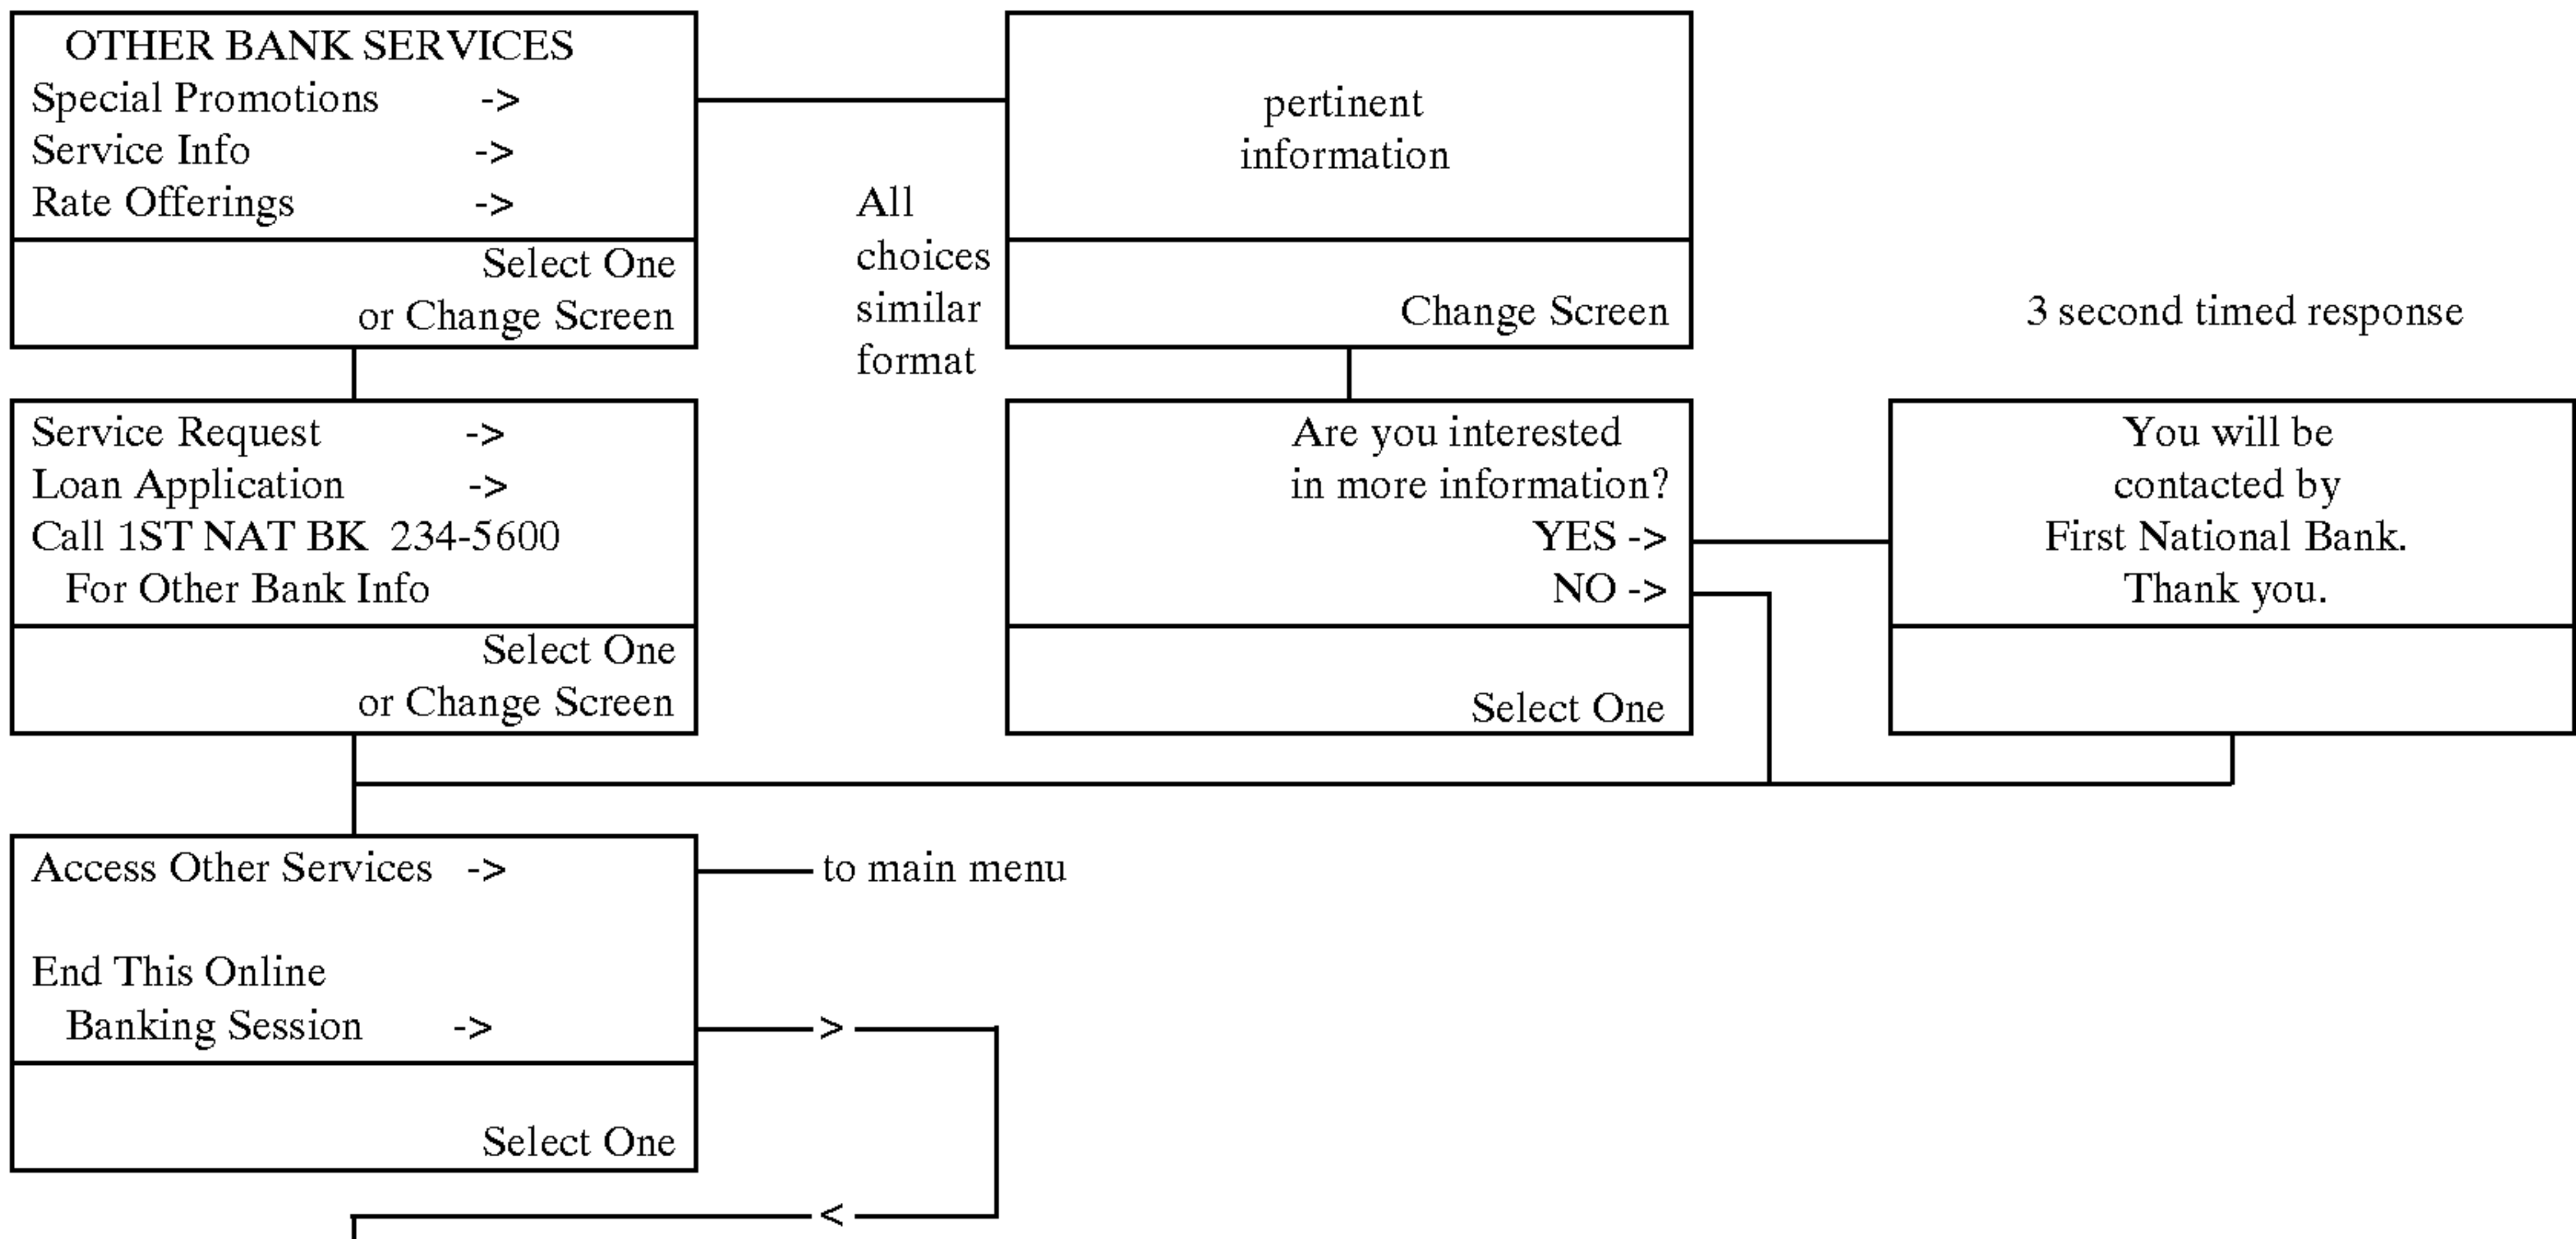 OTHER BANK SERVICES
Special Promotions ->
Service Info ->
Rate Offerings ->
Select One
or Change Screen
All
choices
similar
format
pertinent
information
Change Screen
3 second timed response
Service Request ->
Loan Application ->
Call 1ST NAT BK 234-5600
For Other Bank Info
Select One
or Change Screen
Are you interested
in more information?
YES ->
NO ->
Select One
You will be
contacted by
First National Bank.
Thank you.
Access Other Services ->
to main menu
End This Online
Banking Session ->
>
Select One
<